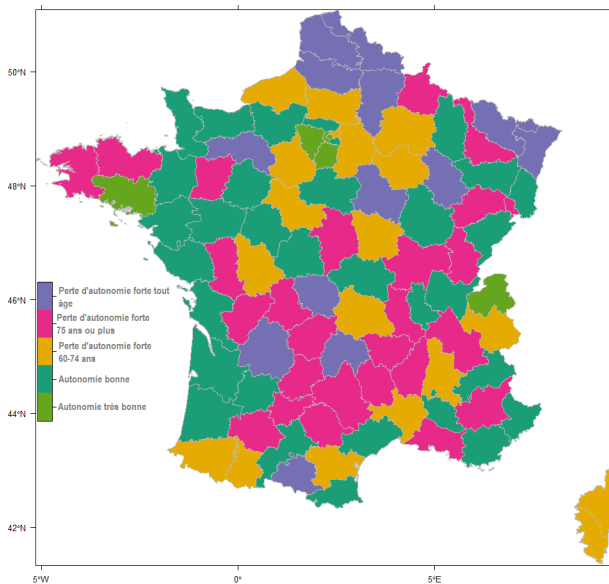 50°N
48°N
46°N
44°N
42°N
5°W
0°
5°E
Perte d'autonomie forte tout
âge
Perte d'autonomie forte
75 ans ou plus
Perte d'autonomie forte
60-74 ans
Autonomie bonne
Autonomie trés bonne